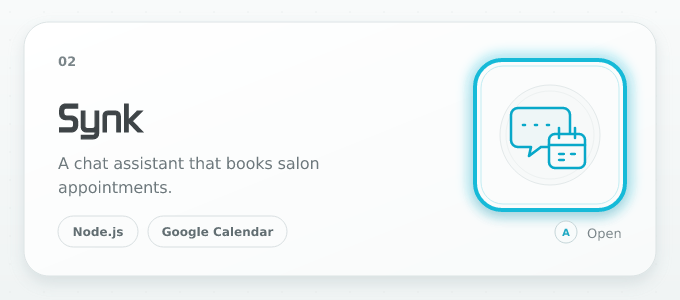 02
Synk
A chat assistant that books salon
appointments.
Node.js
Google Calendar
A
Open